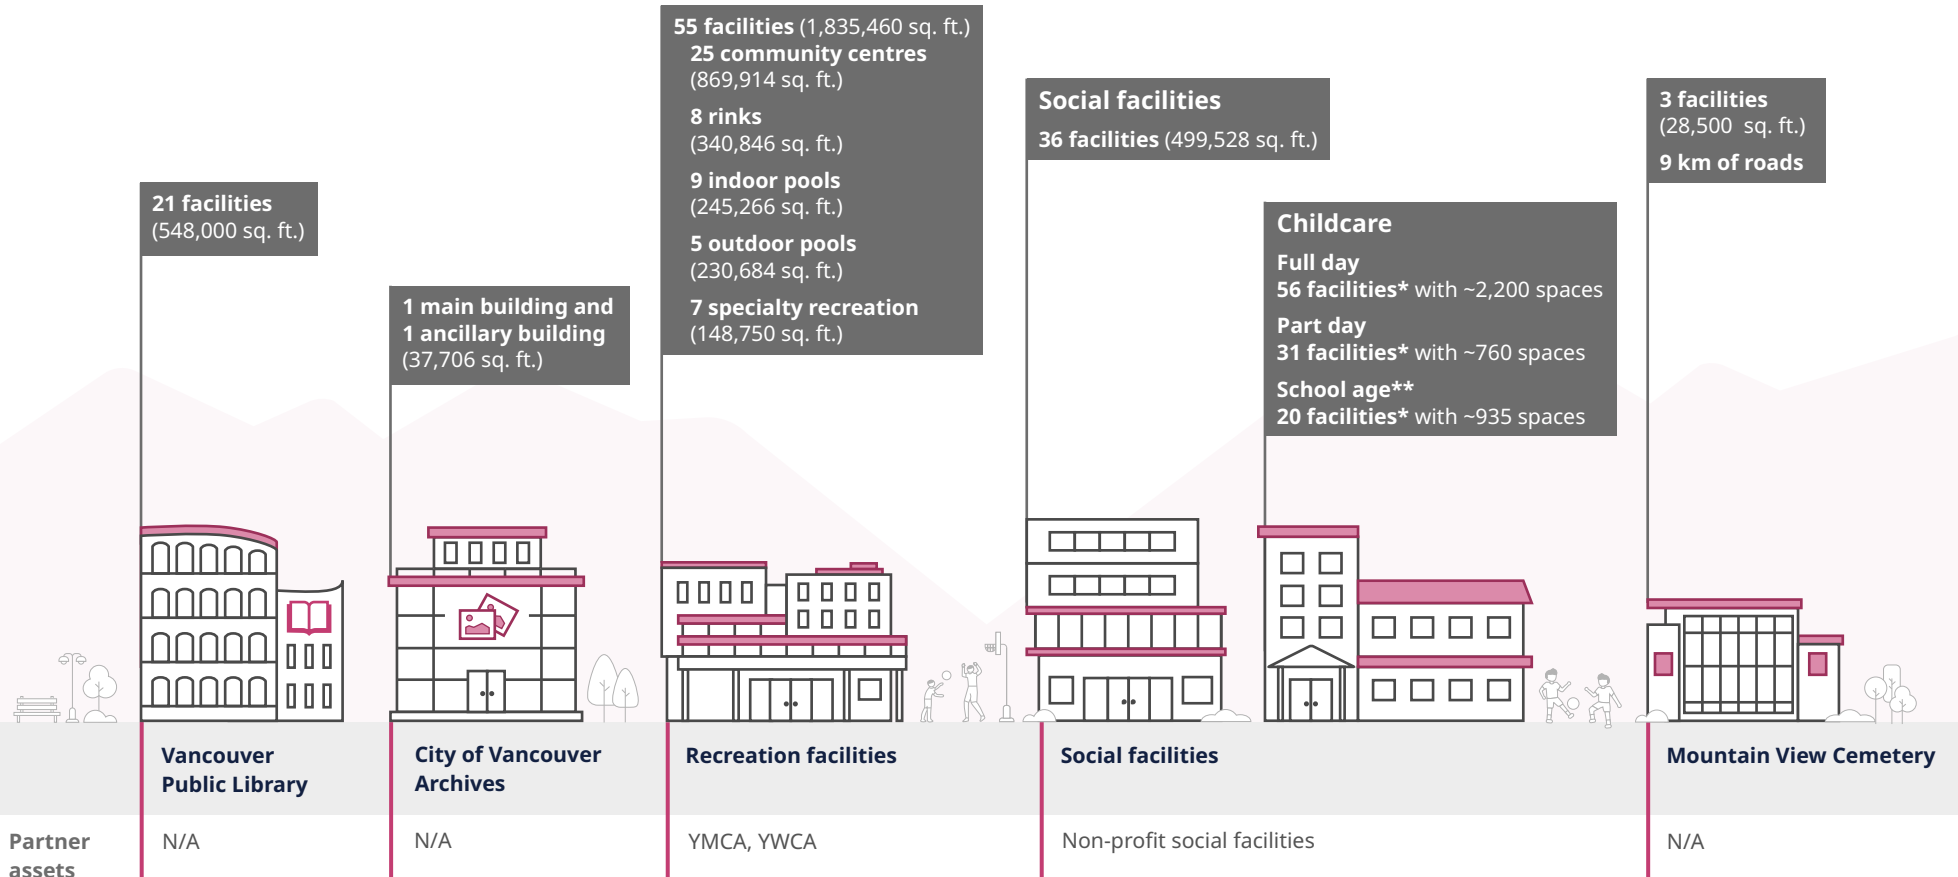 21 facilities
(548,000 sq. ft.)
1 main building and
1 ancillary building
(37,706 sq. ft.)
55 facilities (1,835,460 sq. ft.)
25 community centres
(869,914 sq. ft.)
8 rinks
(340,846 sq. ft.)
9 indoor pools
(245,266 sq. ft.)
5 outdoor pools
(230,684 sq. ft.)
7 specialty recreation
(148,750 sq. ft.)
Social facilities
36 facilities (499,528 sq. ft.)
Childcare
Full day
56 facilities* with ~2,200 spaces
Part day
31 facilities* with ~760 spaces
School age**
20 facilities* with ~935 spaces
3 facilities
(28,500 sq. ft.)
9 km of roads
Vancouver
Public Library
City of Vancouver
Archives
Recreation facilities
Social facilities
Mountain View Cemetery
Partner
assets
N/A
N/A
YMCA, YWCA
Non-profit social facilities
N/A